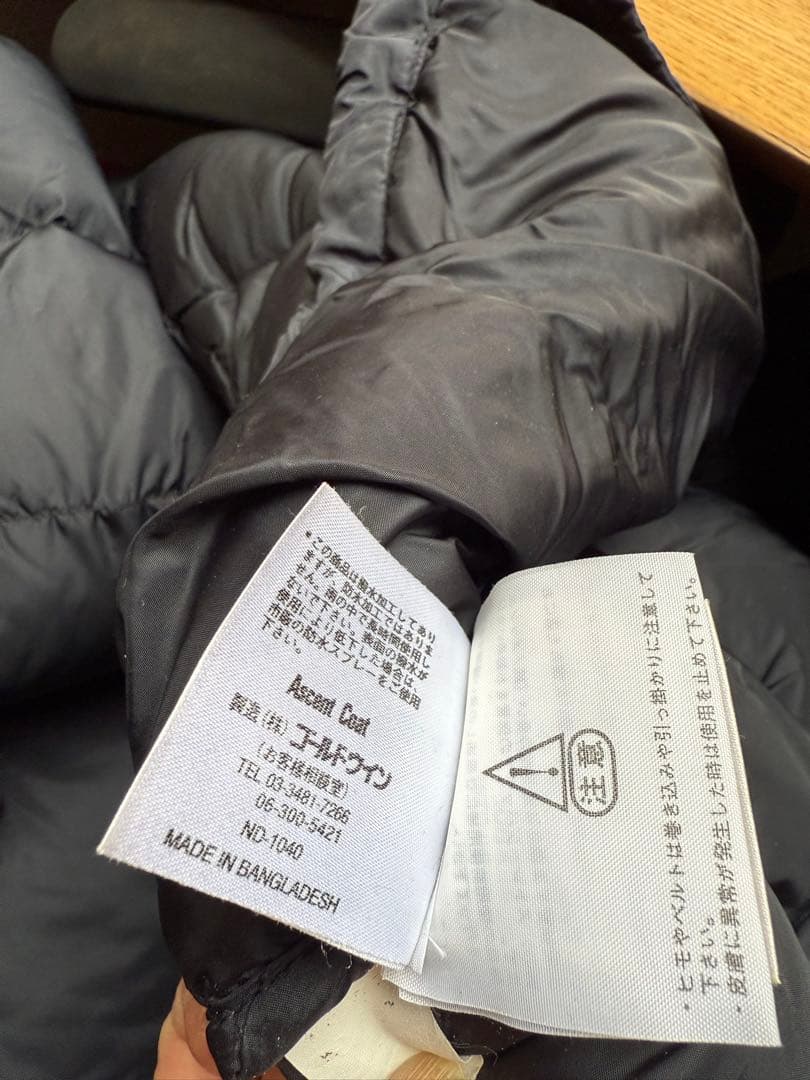 ・この商品は撥水加工してあり
ますが、防水加工ではありま
せん。雨の中で長時間使用し
ないで下さい。表面の撥水が
使用により低下した場合は、
市販の防水スプレーをご使用
下さい。
Ascent Coat
製造(株)ゴールドウイン
(お客様相談室)
TEL 03-3481-7266
06-300-5421
ND-1040
MADE IN BANGLADESH
注意
・ヒモやベルトは巻き込みや引っ掛かりに注意して
下さい。
・皮膚に異常が発生した時は使用を止めて下さい。